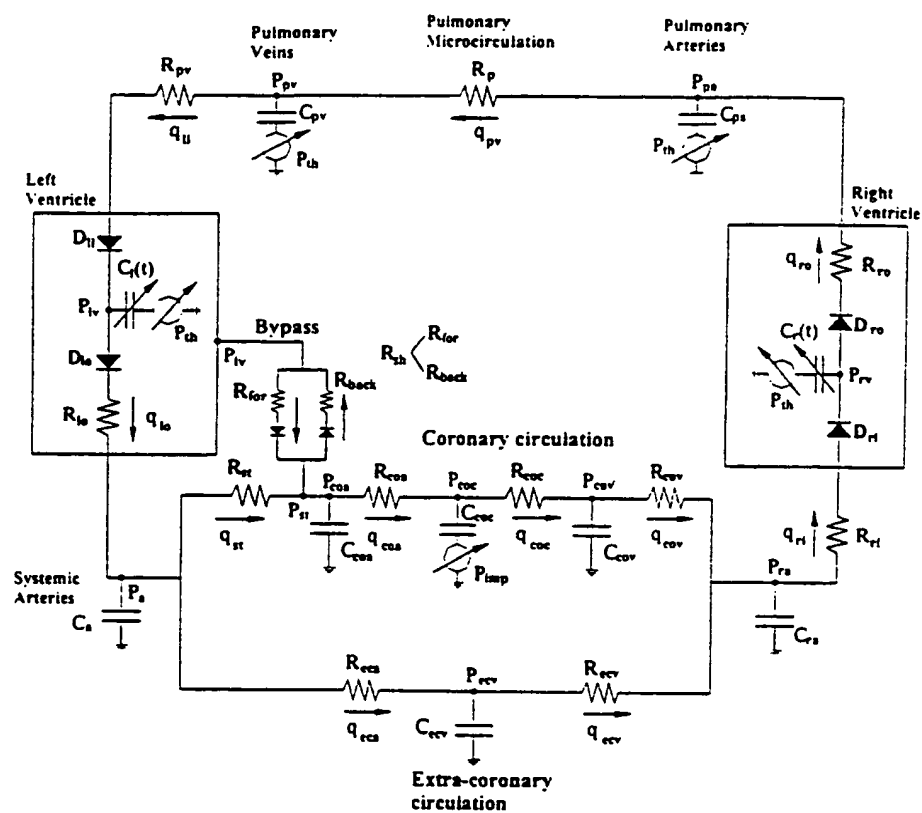 Pulmonary
Veins
Pulmonary
Microcirculation
Pulmonary
Arteries
R_pv
P_pv
R_p
P_pa
C_pv
C_pa
q_li
P_th
q_pv
P_th
Left
Ventricle
Right
Ventricle
D_li
C_l(t)
P_lv
P_th
D_lo
R_lo
q_lo
Bypass
P_lv
R_for
R_back
R_sh
R_for
R_back
q_ro
R_ro
D_ro
C_r(t)
P_rv
P_th
D_ri
q_ri
R_ri
Coronary circulation
R_st
P_coa
R_coa
P_coc
R_coc
P_cov
R_cov
P_st
q_st
C_coa
q_coa
C_coc
q_coc
C_cov
q_cov
P_imp
Systemic
Arteries
P_a
C_a
P_ra
C_ra
R_eca
P_ecv
R_ecv
q_eca
C_ecv
q_ecv
Extra-coronary
circulation